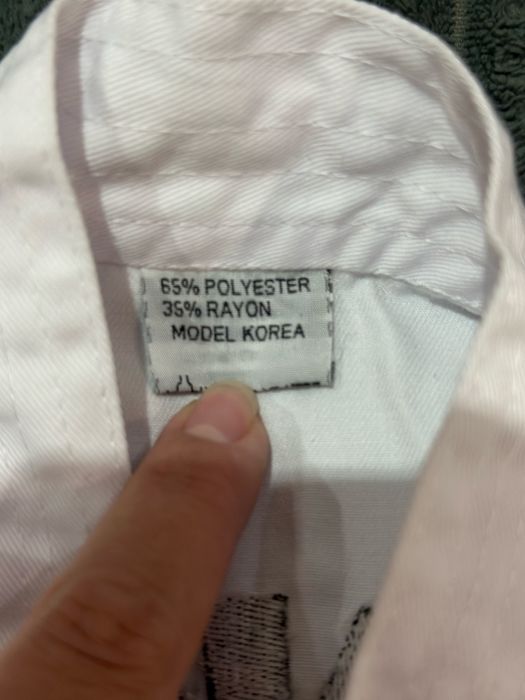 65% POLYESTER
35% RAYON
MODEL KOREA